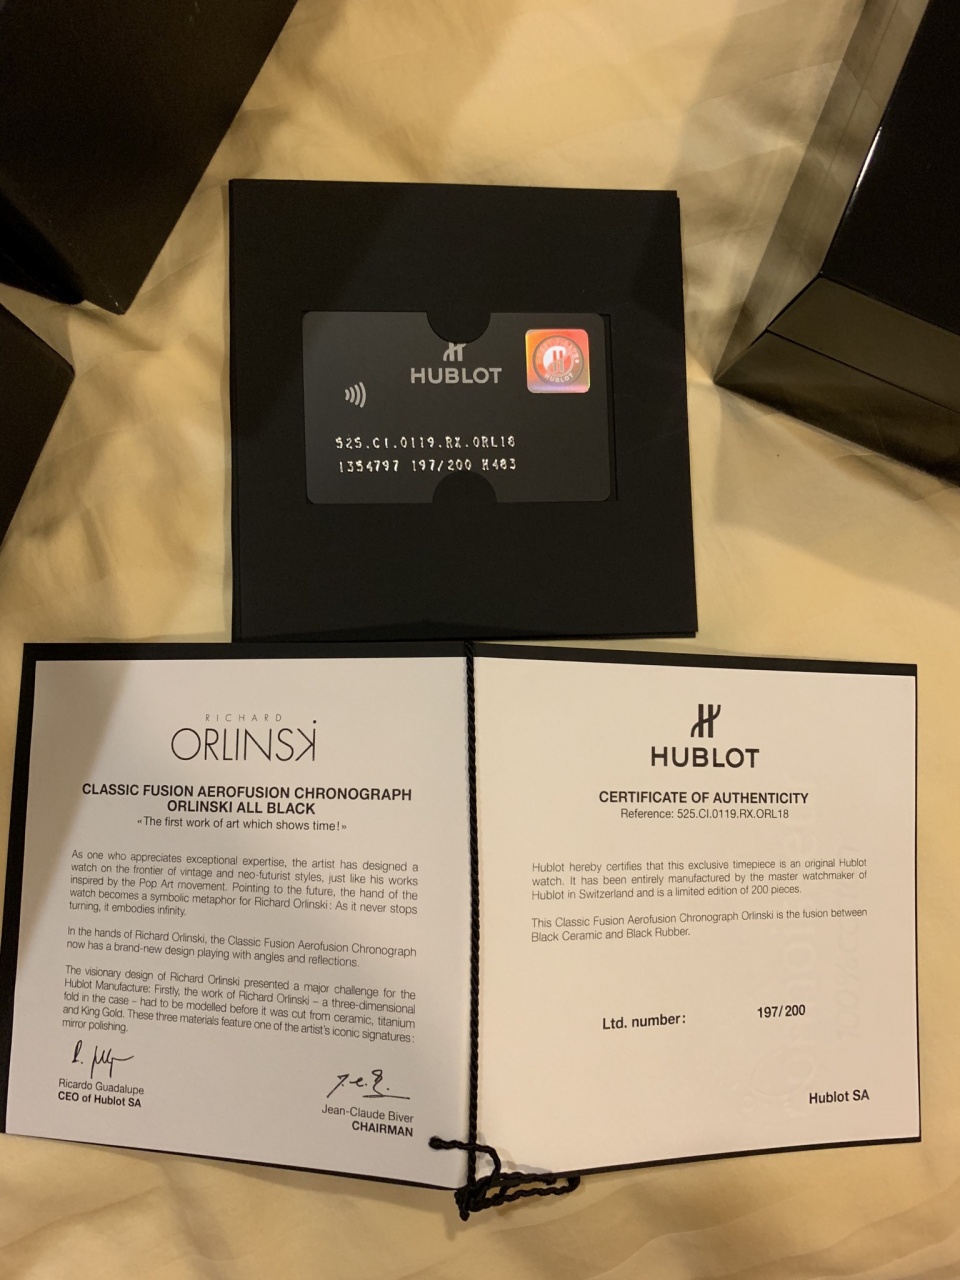 HUBLOT
HUBLOT
525.CI.0119.RX.ORL18
1354797 197/200 H483
RICHARD
ORLINSKI
CLASSIC FUSION AEROFUSION CHRONOGRAPH
ORLINSKI ALL BLACK
«The first work of art which shows time!»
As one who appreciates exceptional expertise, the artist has designed a
watch on the frontier of vintage and neo-futurist styles, just like his works
inspired by the Pop Art movement. Pointing to the future, the hand of the
watch becomes a symbolic metaphor for Richard Orlinski: As it never stops
turning, it embodies infinity.
In the hands of Richard Orlinski, the Classic Fusion Aerofusion Chronograph
now has a brand-new design playing with angles and reflections.
The visionary design of Richard Orlinski presented a major challenge for the
Hublot Manufacture: Firstly, the work of Richard Orlinski – a three-dimensional
fold in the case – had to be modelled before it was cut from ceramic, titanium
and King Gold. These three materials feature one of the artist's iconic signatures:
mirror polishing.
Ricardo Guadalupe
CEO of Hublot SA
Jean-Claude Biver
CHAIRMAN
HUBLOT
CERTIFICATE OF AUTHENTICITY
Reference: 525.CI.0119.RX.ORL18
Hublot hereby certifies that this exclusive timepiece is an original Hublot
watch. It has been entirely manufactured by the master watchmaker of
Hublot in Switzerland and is a limited edition of 200 pieces.
This Classic Fusion Aerofusion Chronograph Orlinski is the fusion between
Black Ceramic and Black Rubber.
Ltd. number: 197/200
Hublot SA